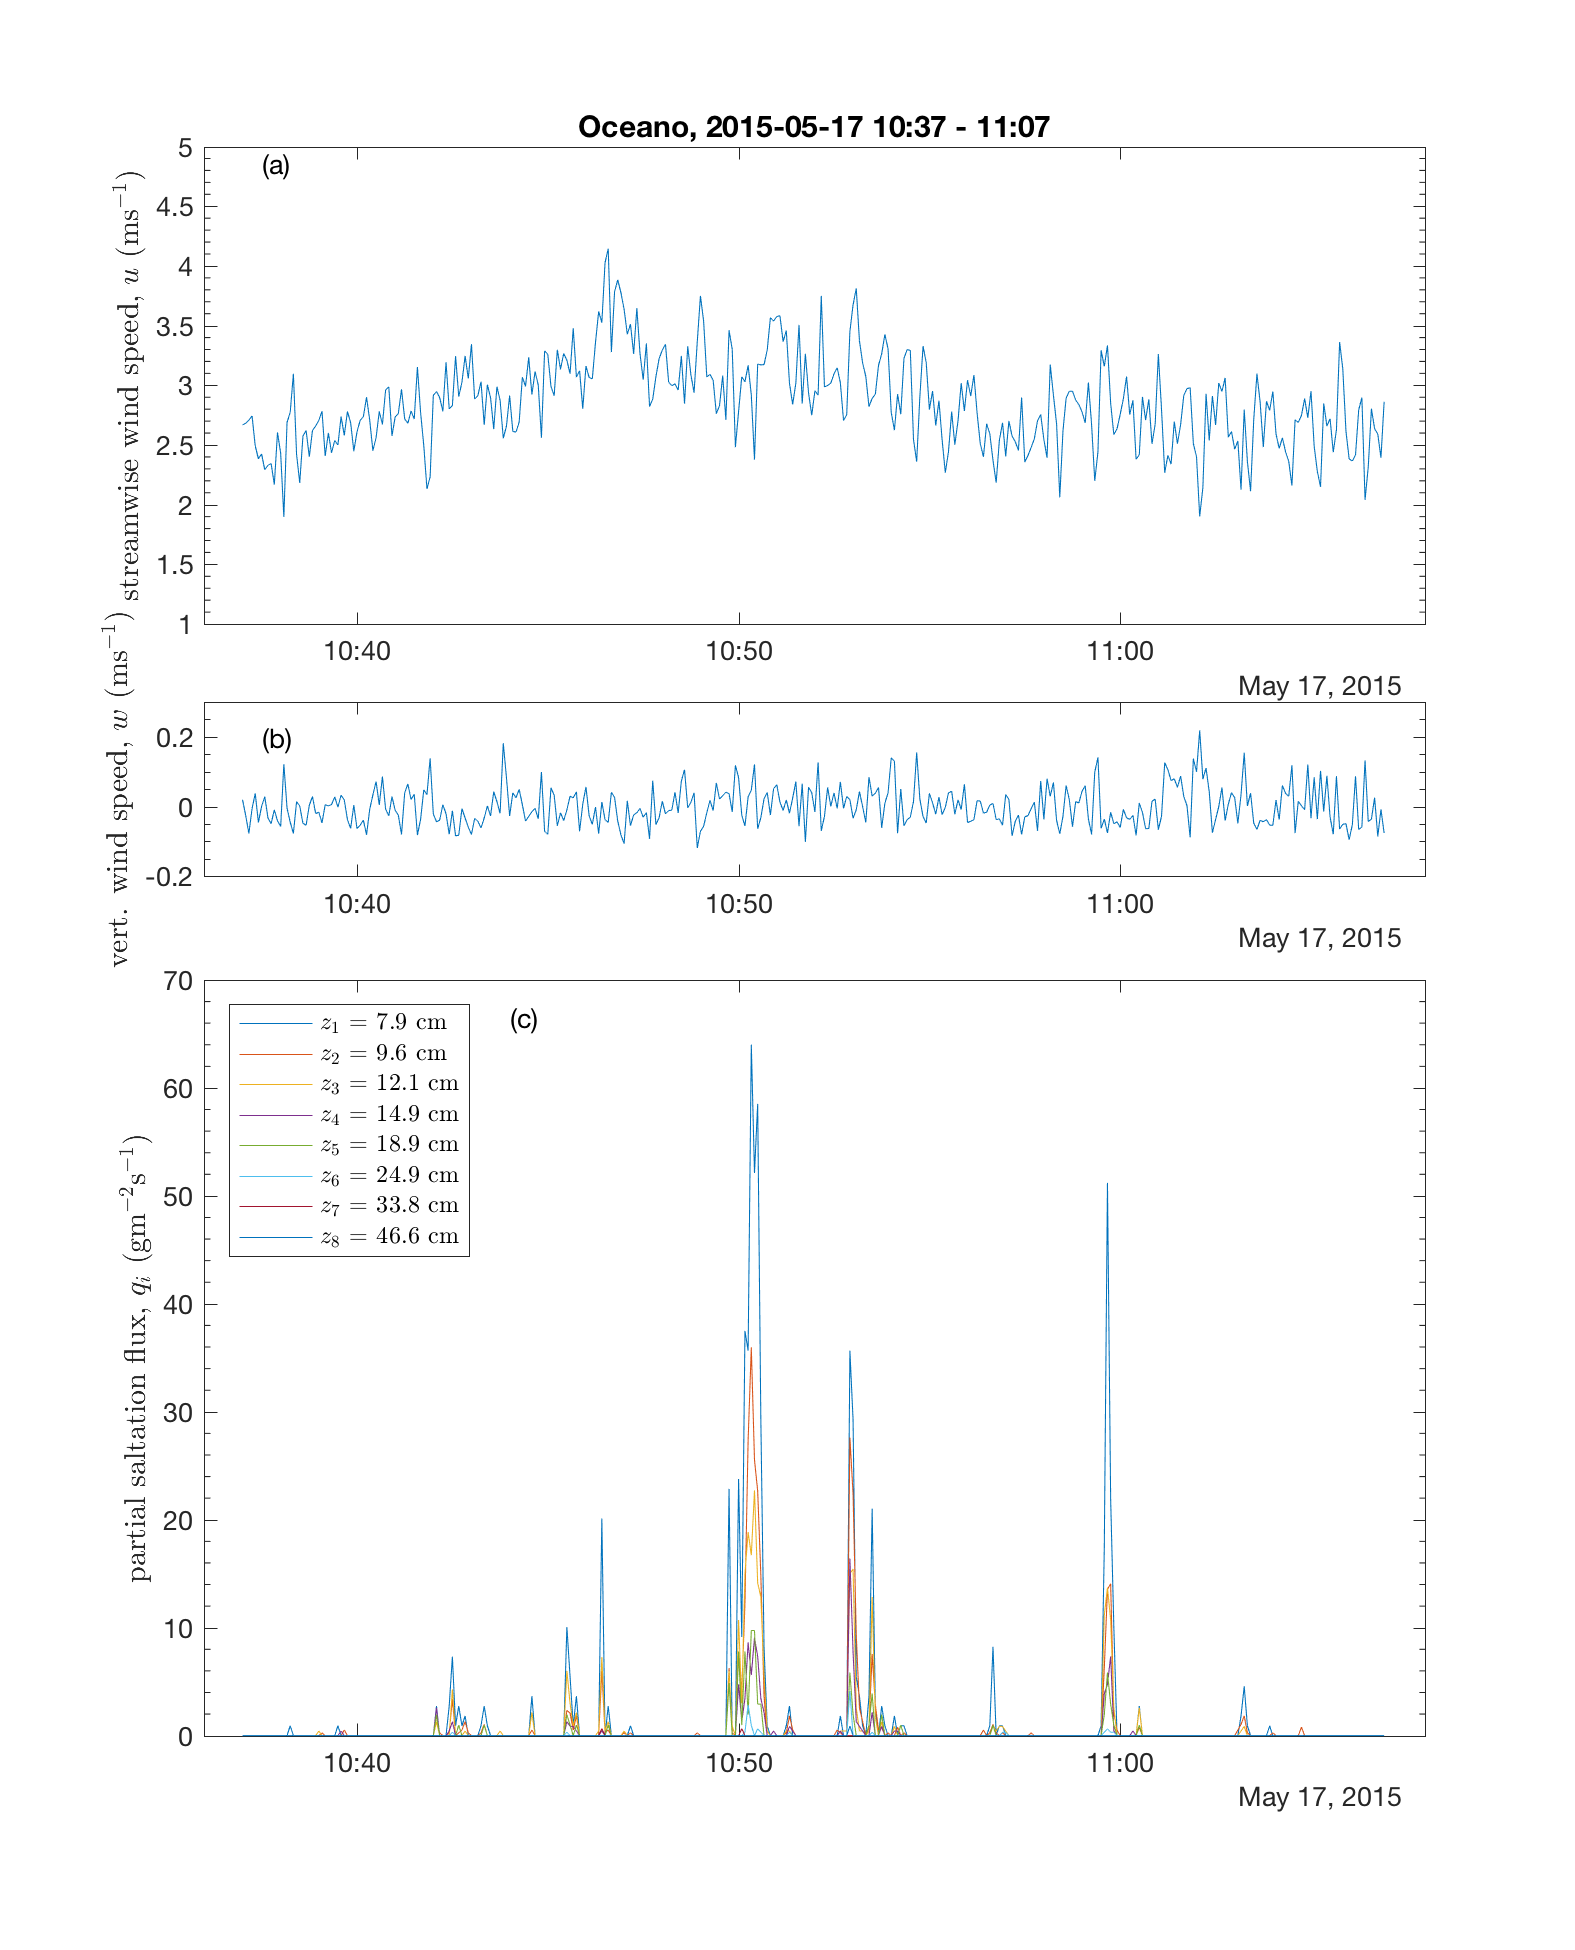 Oceano, 2015-05-17 10:37 - 11:07
(a)
streamwise wind speed, u (ms⁻¹)
5
4.5
4
3.5
3
2.5
2
1.5
1
10:40 10:50 11:00
May 17, 2015
(b)
vert. wind speed, w (ms⁻¹)
0.2
0
-0.2
10:40 10:50 11:00
May 17, 2015
(c)
partial saltation flux, qᵢ (gm⁻²s⁻¹)
70
60
50
40
30
20
10
0
z₁ = 7.9 cm
z₂ = 9.6 cm
z₃ = 12.1 cm
z₄ = 14.9 cm
z₅ = 18.9 cm
z₆ = 24.9 cm
z₇ = 33.8 cm
z₈ = 46.6 cm
10:40 10:50 11:00
May 17, 2015